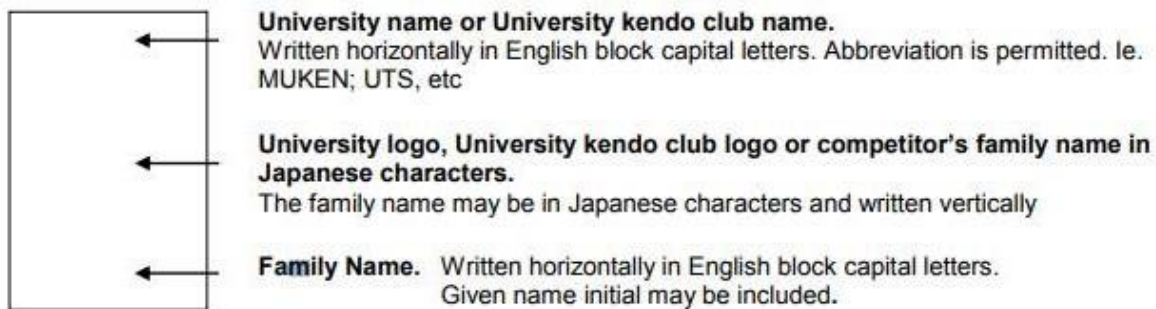 University name or University kendo club name.
Written horizontally in English block capital letters. Abbreviation is permitted. Ie.
MUKEN; UTS, etc
University logo, University kendo club logo or competitor's family name in
Japanese characters.
The family name may be in Japanese characters and written vertically
Family Name. Written horizontally in English block capital letters.
Given name initial may be included.